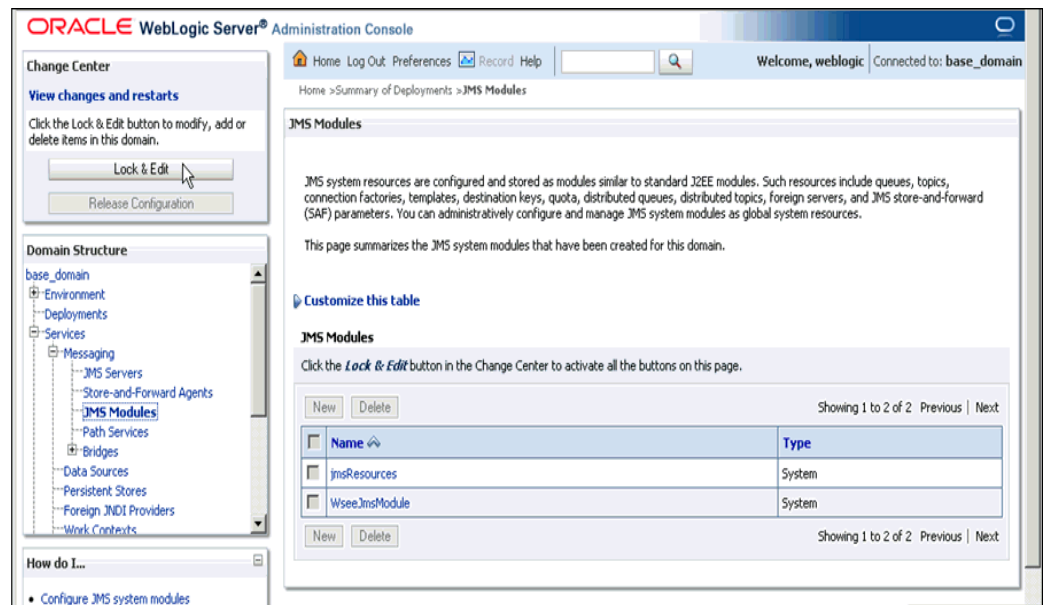 ORACLE WebLogic Server® Administration Console
Change Center
View changes and restarts
Click the Lock & Edit button to modify, add or
delete items in this domain.
Lock & Edit
Release Configuration
Domain Structure
base_domain
Environment
Deployments
Services
Messaging
JMS Servers
Store-and-Forward Agents
JMS Modules
Path Services
Bridges
Data Sources
Persistent Stores
Foreign JNDI Providers
Work Contexts
How do I...
Configure JMS system modules
Home Log Out Preferences Record Help
Welcome, weblogic Connected to: base_domain
Home >Summary of Deployments >JMS Modules
JMS Modules
JMS system resources are configured and stored as modules similar to standard J2EE modules. Such resources include queues, topics,
connection factories, templates, destination keys, quota, distributed queues, distributed topics, foreign servers, and JMS store-and-forward
(SAF) parameters. You can administratively configure and manage JMS system modules as global system resources.
This page summarizes the JMS system modules that have been created for this domain.
Customize this table
JMS Modules
Click the Lock & Edit button in the Change Center to activate all the buttons on this page.
New Delete Showing 1 to 2 of 2 Previous | Next
Name Type
jmsResources System
WseeJmsModule System
New Delete Showing 1 to 2 of 2 Previous | Next